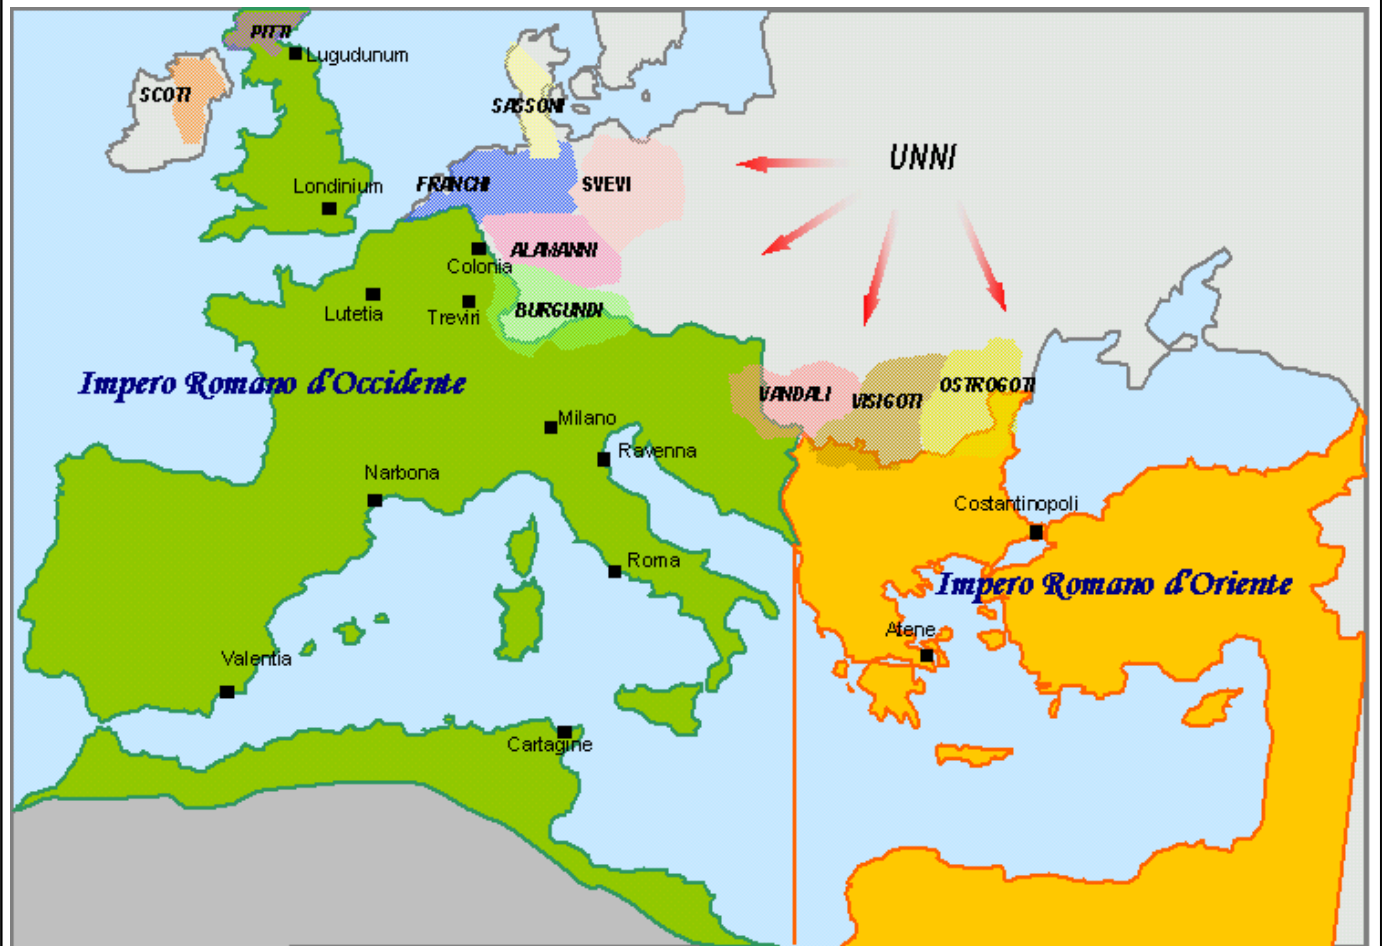 PITTI
Lugudunum
SCOTI
SASSONI
UNNI
Londinium
FRANCHI
SVEVI
ALAMANNI
Colonia
Lutetia
Treviri
BURGUNDI
Impero Romano d'Occidente
VANDALI
VISIGOTI
OSTROGOTI
Milano
Ravenna
Narbona
Costantinopoli
Roma
Impero Romano d'Oriente
Atene
Valentia
Cartagine